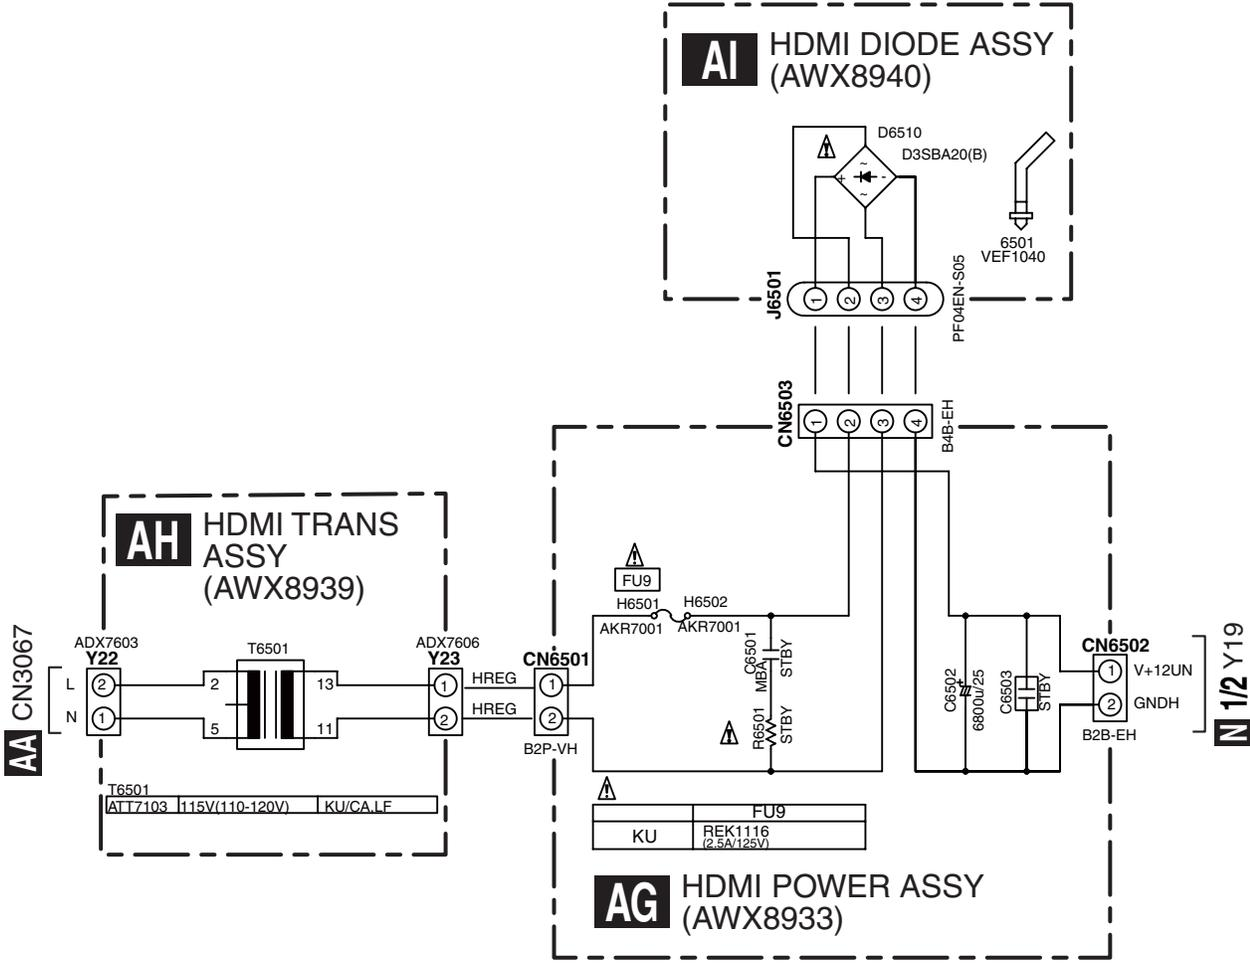 AI HDMI DIODE ASSY
(AWX8940)
D6510
D3SBA20(B)
~
+ -
~
6501
VEF1040
J6501
1 2 3 4
PF04EN-S05
CN6503
1 2 3 4
B4B-EH
AH HDMI TRANS
ASSY
(AWX8939)
AA CN3067
L
N
ADX7603
Y22
2
1
T6501
2 13
5 11
ADX7606
Y23
1
2
HREG
HREG
CN6501
1
2
B2P-VH
T6501
ATT7103 115V(110-120V) KU/CA,LF
FU9
H6501 H6502
AKR7001 AKR7001
C6501
MBA
STBY
R6501
STBY
C6502
+
6800u/25
C6503
STBY
CN6502
1 V+12UN
2 GNDH
B2B-EH
N 1/2 Y19
FU9
KU REK1116
(2.5A/125V)
AG HDMI POWER ASSY
(AWX8933)